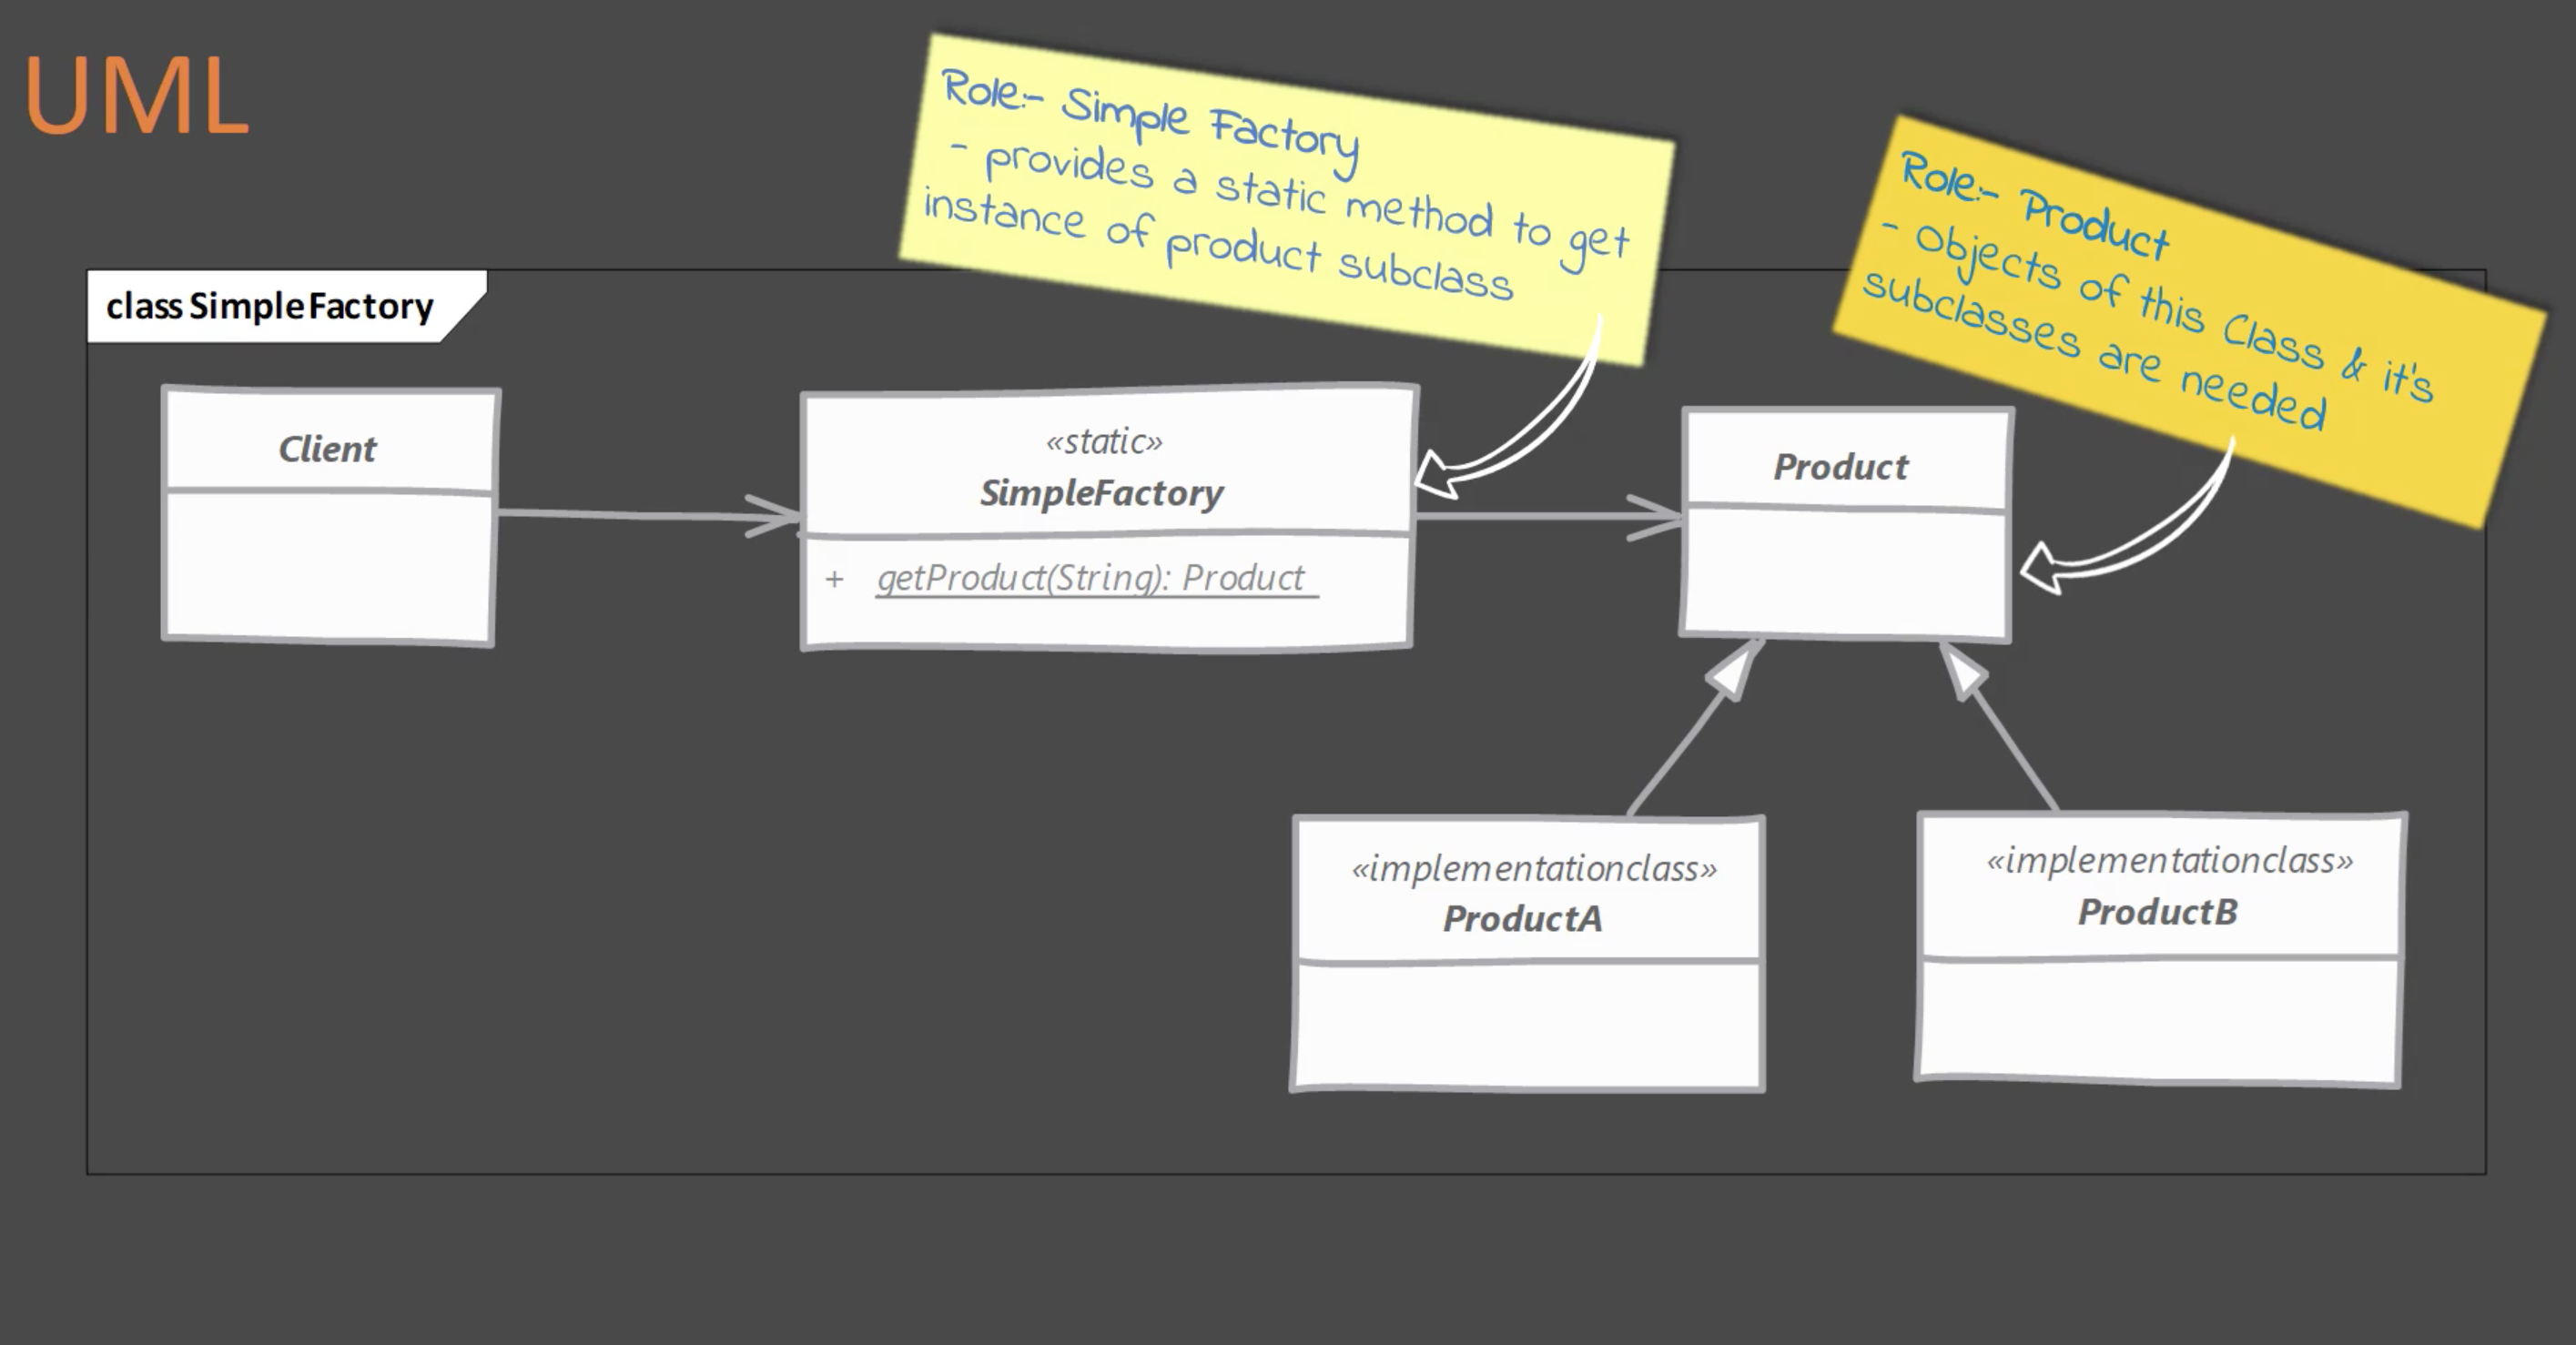 UML
Role:- Simple Factory
- provides a static method to get
instance of product subclass
Role:- Product
- Objects of this Class & it's
subclasses are needed
class SimpleFactory
Client
«static»
SimpleFactory
+ getProduct(String): Product
Product
«implementationclass»
ProductA
«implementationclass»
ProductB